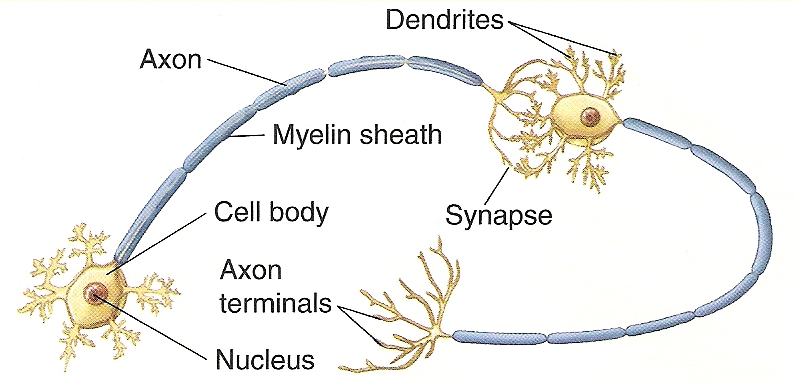 Dendrites
Axon
Myelin sheath
Cell body
Synapse
Axon
terminals
Nucleus